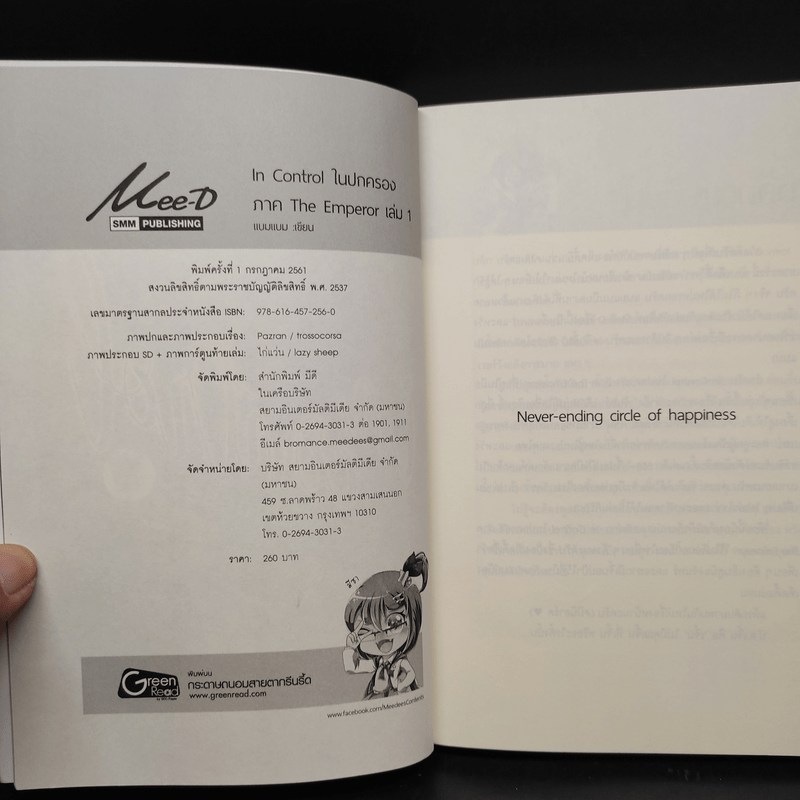 Mee-D
SMM PUBLISHING
In Control ในปกครอง
ภาค The Emperor เล่ม 1
แบมแบม :เขียน
พิมพ์ครั้งที่ 1 กรกฎาคม 2561
สงวนลิขสิทธิ์ตามพระราชบัญญัติลิขสิทธิ์ พ.ศ. 2537
เลขมาตรฐานสากลประจำหนังสือ ISBN: 978-616-457-256-0
ภาพปกและภาพประกอบเรื่อง: Pazran / trossocorsa
ภาพประกอบ SD + ภาพการ์ตูนท้ายเล่ม: ไก่แว่น / lazy sheep
จัดพิมพ์โดย: สำนักพิมพ์ มีดี
ในเครือบริษัท
สยามอินเตอร์มัลติมีเดีย จำกัด (มหาชน)
โทรศัพท์ 0-2694-3031-3 ต่อ 1901, 1911
อีเมล์ bromance.meedees@gmail.com
จัดจำหน่ายโดย: บริษัท สยามอินเตอร์มัลติมีเดีย จำกัด
(มหาชน)
459 ซ.ลาดพร้าว 48 แขวงสามเสนนอก
เขตห้วยขวาง กรุงเทพฯ 10310
โทร. 0-2694-3031-3
ราคา: 260 บาท
มีชา
Green Read
พิมพ์บน
กระดาษถนอมสายตากรีนรี้ด
www.greenread.com
Never-ending circle of happiness